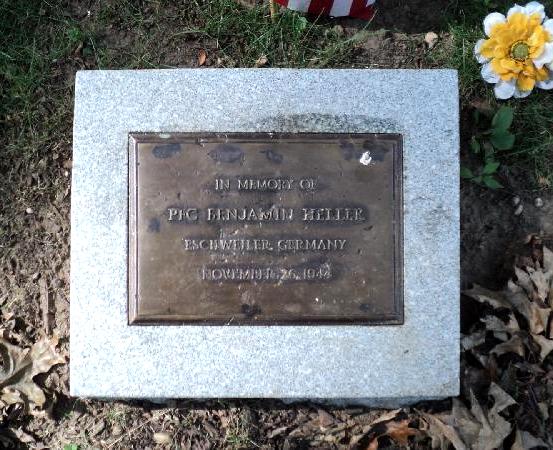 IN MEMORY OF
PFC BENJAMIN HELLER
ESCHWEILER, GERMANY
NOVEMBER 26, 1944